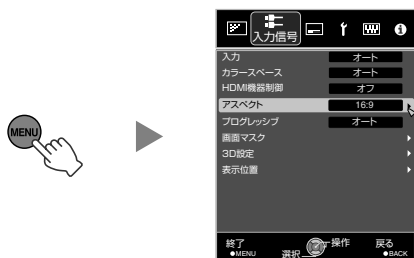 MENU
入力信号
入力 オート
カラースペース オート
HDMI機器制御 オフ
アスペクト 16:9
プログレッシブ オート
画面マスク
3D設定
表示位置
終了 操作 戻る
●MENU 選択 ●BACK